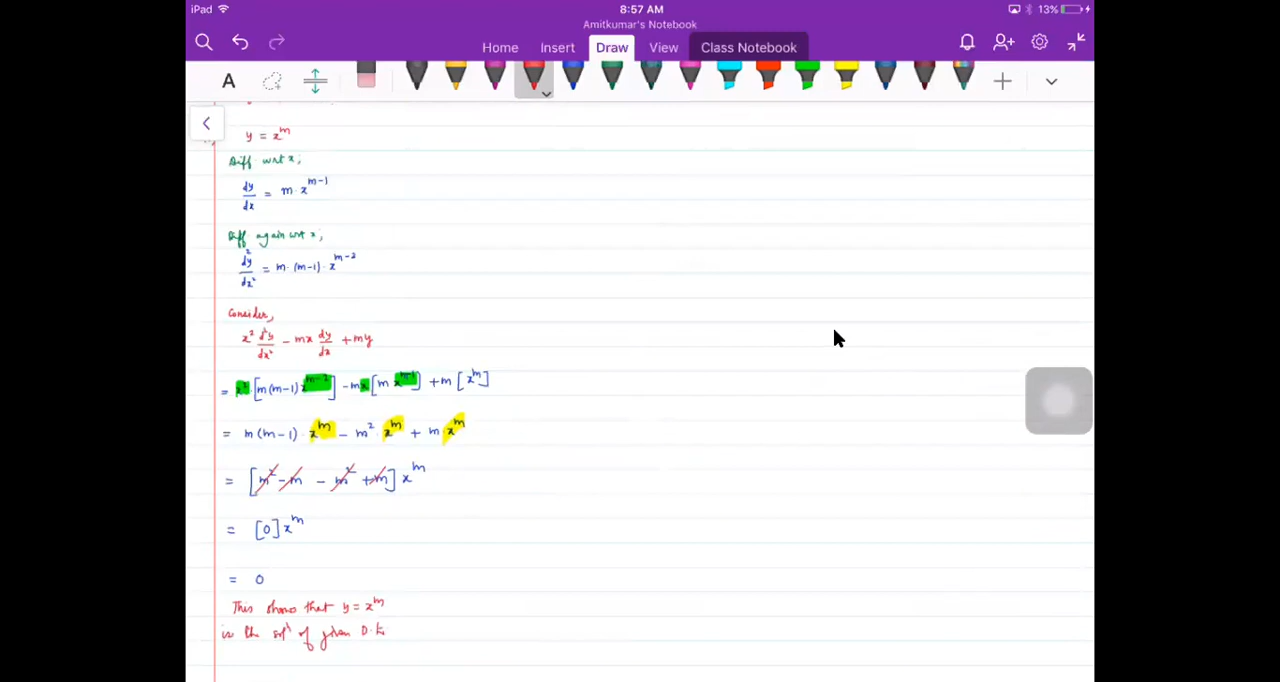 iPad
8:57 AM
13%
Amitkumar's Notebook
Home Insert Draw View Class Notebook
A
y = x^m
Diff wrt x,
dy/dx = m · x^(m-1)
Diff again wrt x,
d²y/dx² = m · (m-1) · x^(m-2)
Consider,
x² d²y/dx² - mx dy/dx + my
= x² · [m(m-1) x^(m-2)] - mx [m x^(m-1)] + m [x^m]
= m(m-1) · x^m - m² · x^m + m · x^m
= [m² - m - m² + m] x^m
= [0] x^m
= 0
This shows that y = x^m
is the solⁿ of given D.E